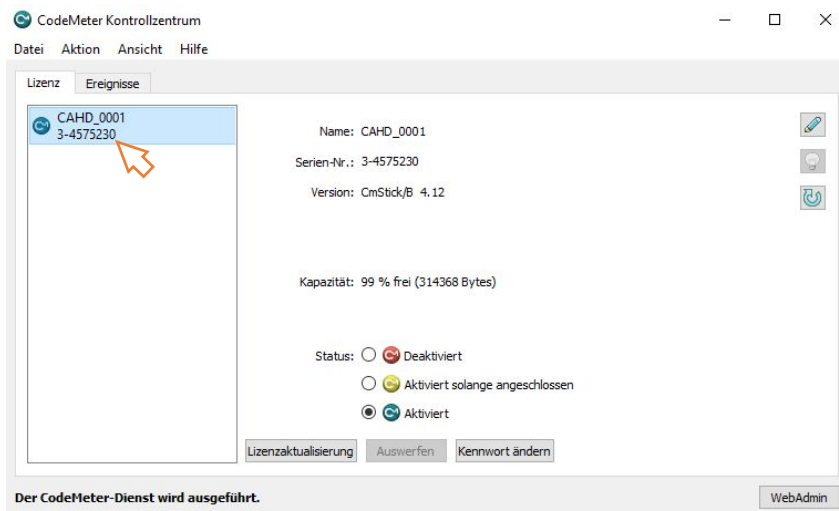 CodeMeter Kontrollzentrum
Datei Aktion Ansicht Hilfe
Lizenz Ereignisse
CAHD_0001
3-4575230
Name: CAHD_0001
Serien-Nr.: 3-4575230
Version: CmStick/B 4.12
Kapazität: 99 % frei (314368 Bytes)
Status: Deaktiviert
Aktiviert solange angeschlossen
Aktiviert
Lizenzaktualisierung Auswerfen Kennwort ändern
Der CodeMeter-Dienst wird ausgeführt. WebAdmin